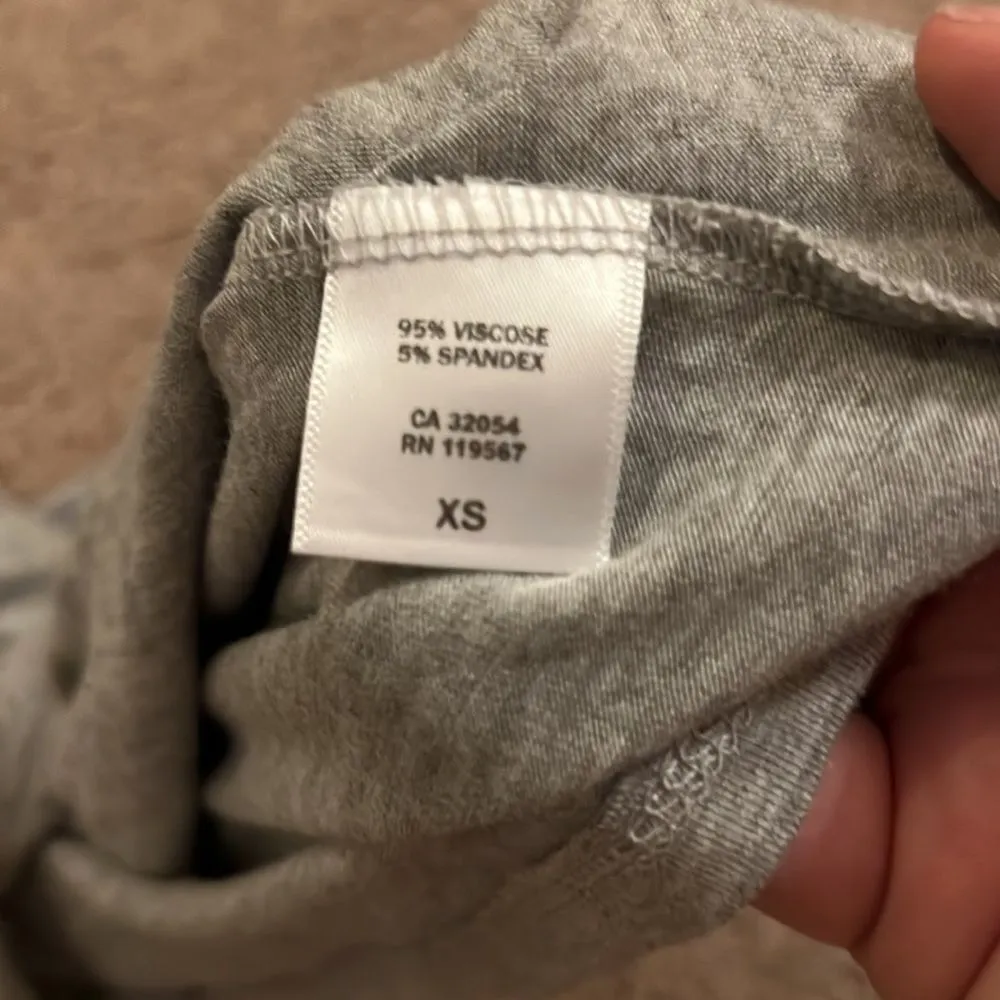 95% VISCOSE
5% SPANDEX
CA 32054
RN 119567
XS